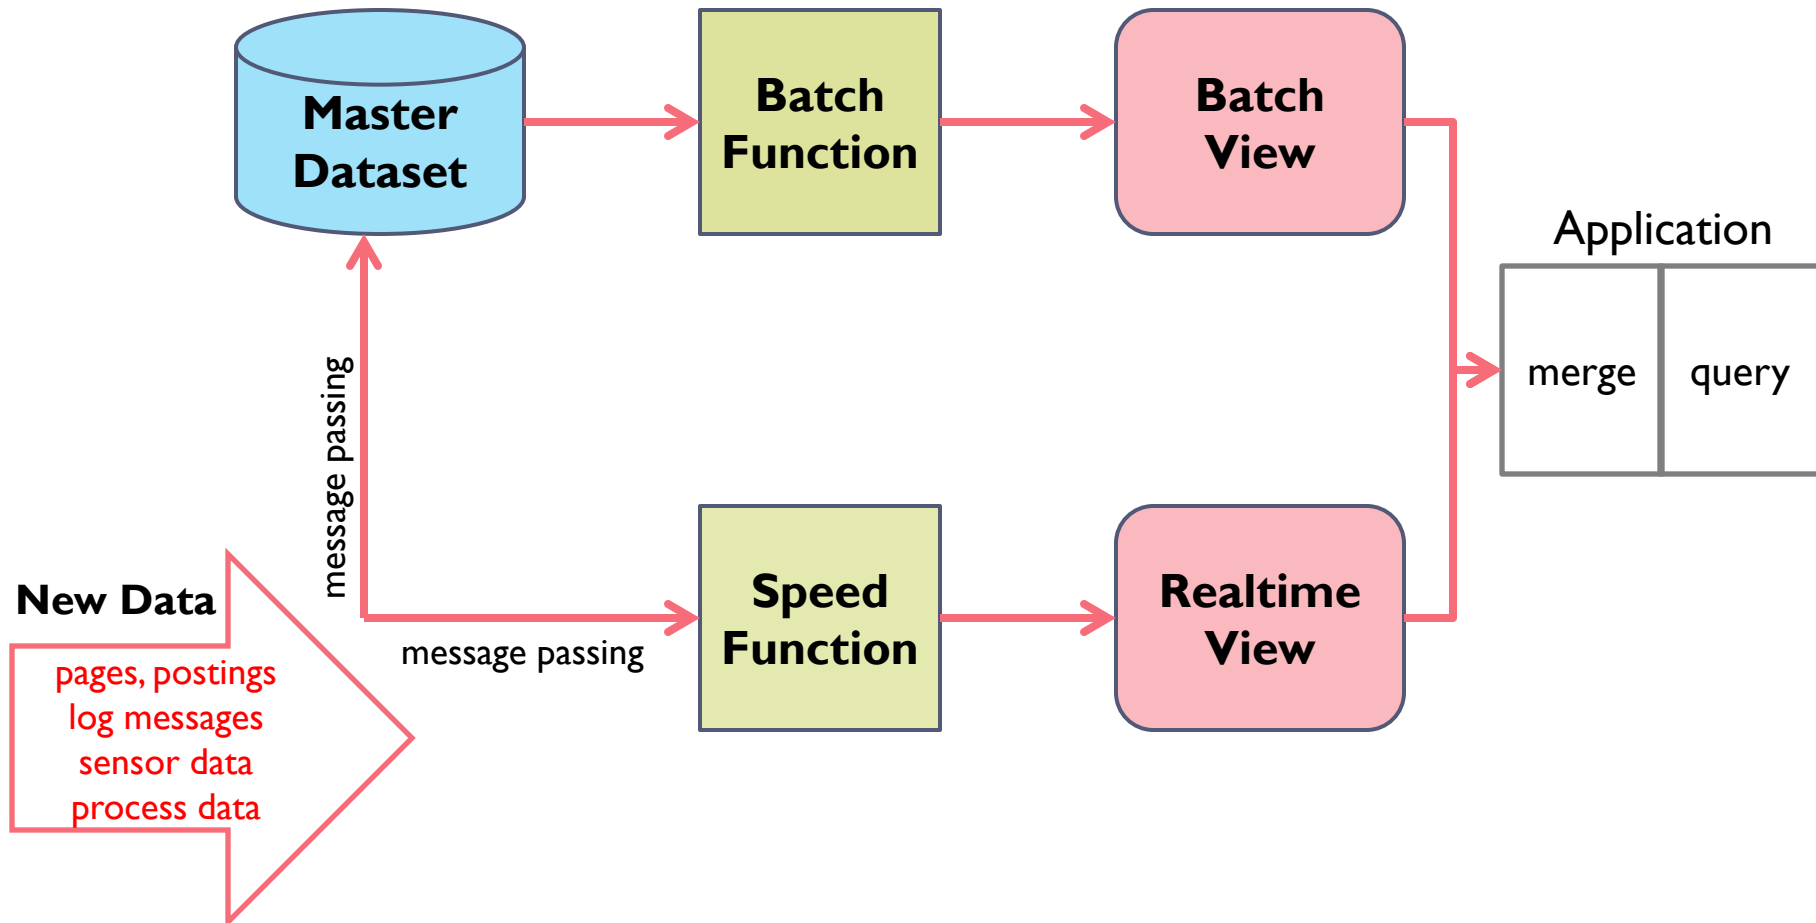 Master
Dataset
Batch
Function
Batch
View
Application
merge
query
message passing
New Data
pages, postings
log messages
sensor data
process data
message passing
Speed
Function
Realtime
View